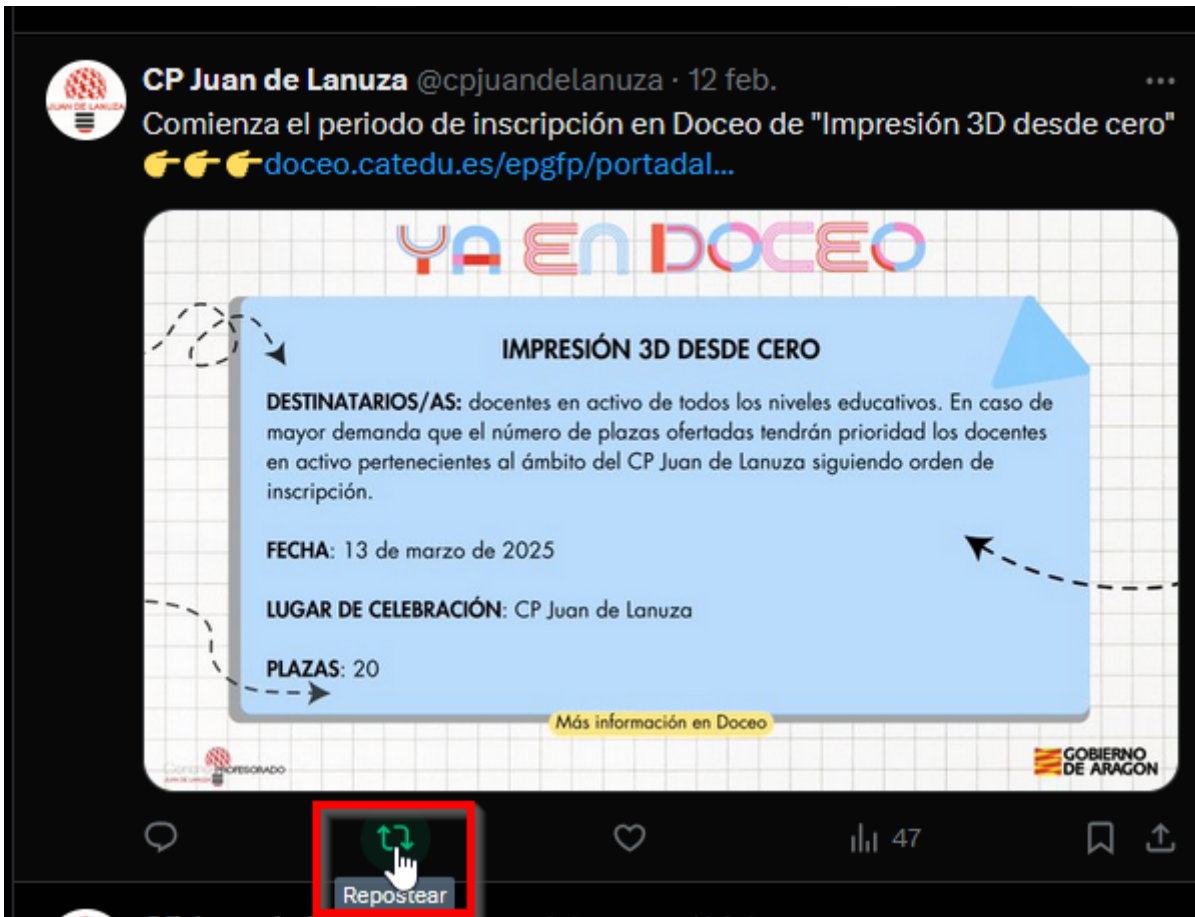 CP Juan de Lanuza @cpjuandelanuza · 12 feb.
Comienza el periodo de inscripción en Doceo de "Impresión 3D desde cero"
👉👉👉doceo.catedu.es/epgfp/portadal...
YA EN DOCEO
IMPRESIÓN 3D DESDE CERO
DESTINATARIOS/AS: docentes en activo de todos los niveles educativos. En caso de
mayor demanda que el número de plazas ofertadas tendrán prioridad los docentes
en activo pertenecientes al ámbito del CP Juan de Lanuza siguiendo orden de
inscripción.
FECHA: 13 de marzo de 2025
LUGAR DE CELEBRACIÓN: CP Juan de Lanuza
PLAZAS: 20
Más información en Doceo
PROFESORADO
JUAN DE LANUZA
GOBIERNO
DE ARAGON
47
Repostear